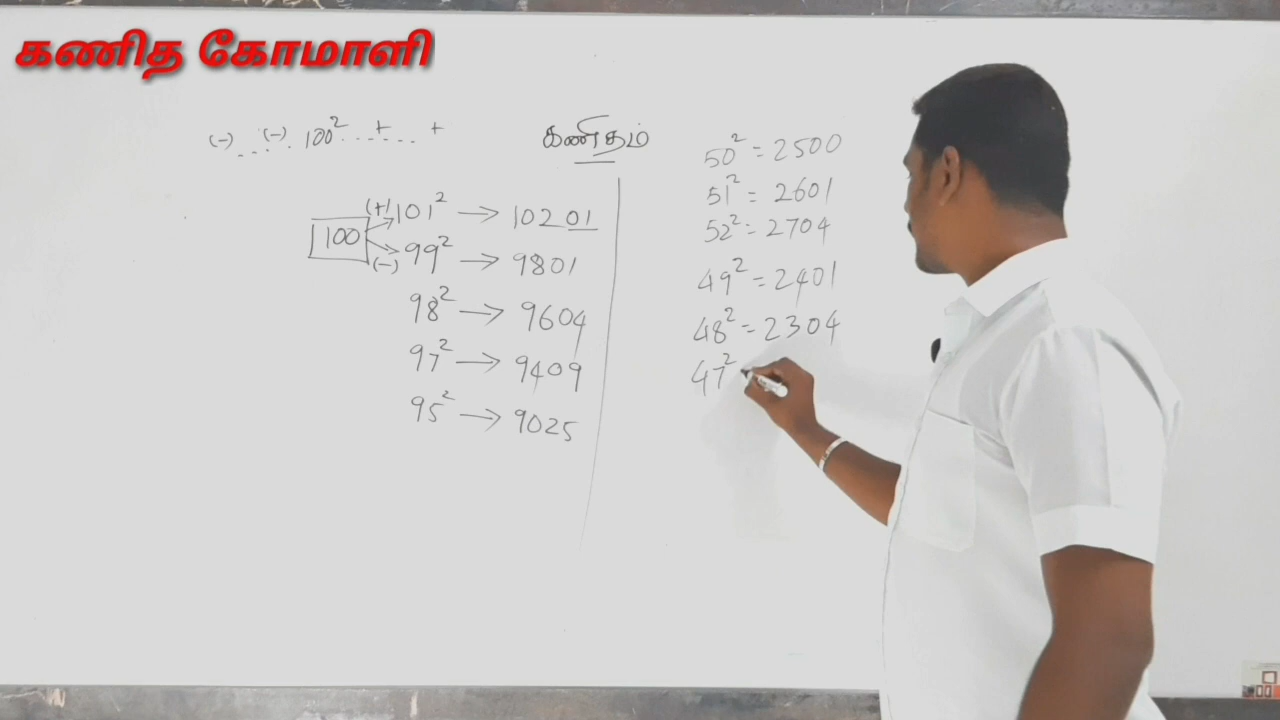 கணித கோமாளி
(-) (-) 100² + +
கணிதம்
100
(+) 101² → 10201
(-) 99² → 9801
98² → 9604
97² → 9409
95² → 9025
50² = 2500
51² = 2601
52² = 2704
49² = 2401
48² = 2304
47²